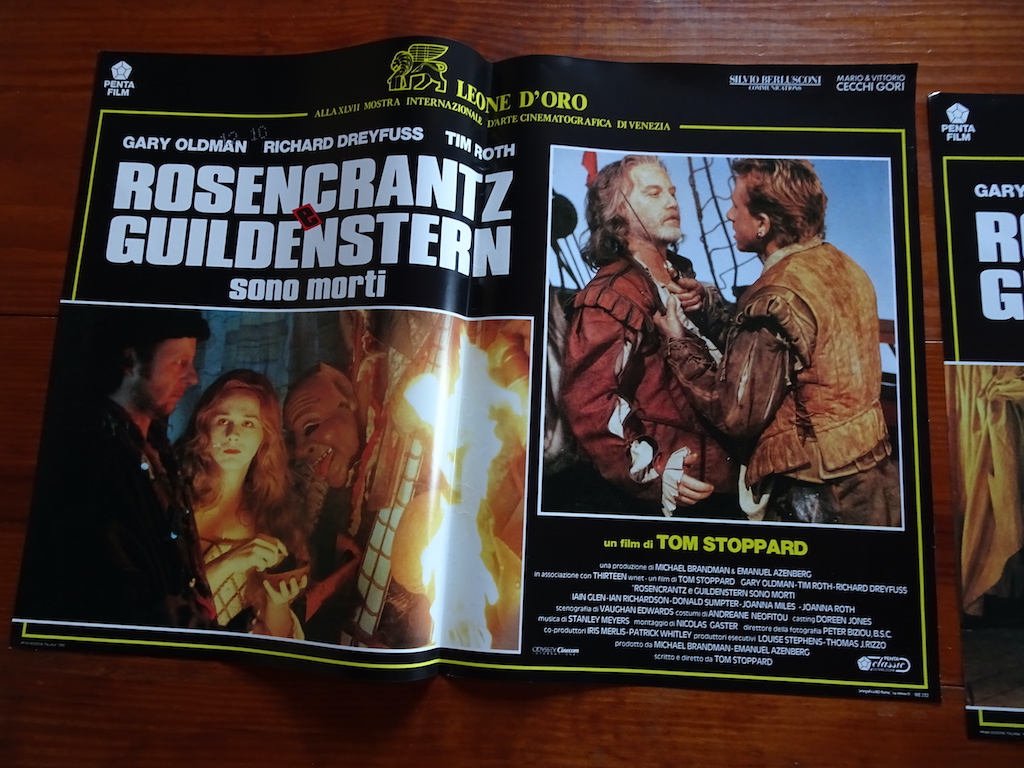 PENTA
FILM
LEONE D'ORO
ALLA XLVII MOSTRA INTERNAZIONALE D'ARTE CINEMATOGRAFICA DI VENEZIA
SILVIO BERLUSCONI
COMMUNICATIONS
MARIO & VITTORIO
CECCHI GORI
GARY OLDMAN RICHARD DREYFUSS TIM ROTH
ROSENCRANTZ
e
GUILDENSTERN
sono morti
un film di TOM STOPPARD
una produzione di MICHAEL BRANDMAN & EMANUEL AZENBERG
in associazione con THIRTEEN wnet - un film di TOM STOPPARD GARY OLDMAN - TIM ROTH - RICHARD DREYFUSS
"ROSENCRANTZ e GUILDENSTERN SONO MORTI
IAIN GLEN - IAN RICHARDSON - DONALD SUMPTER - JOANNA MILES - JOANNA ROTH
scenografia di VAUGHAN EDWARDS costumi di ANDREANE NEOFITOU casting DOREEN JONES
musica di STANLEY MEYERS montaggio di NICOLAS GASTER direttore della fotografia PETER BIZIOU, B.S.C.
co-produttori IRIS MERLIS - PATRICK WHITLEY produttori esecutivi LOUISE STEPHENS - THOMAS J. RIZZO
prodotto da MICHAEL BRANDMAN - EMANUEL AZENBERG
scritto e diretto da TOM STOPPARD
PENTA
classic
PENTA
FILM
GARY
R
G